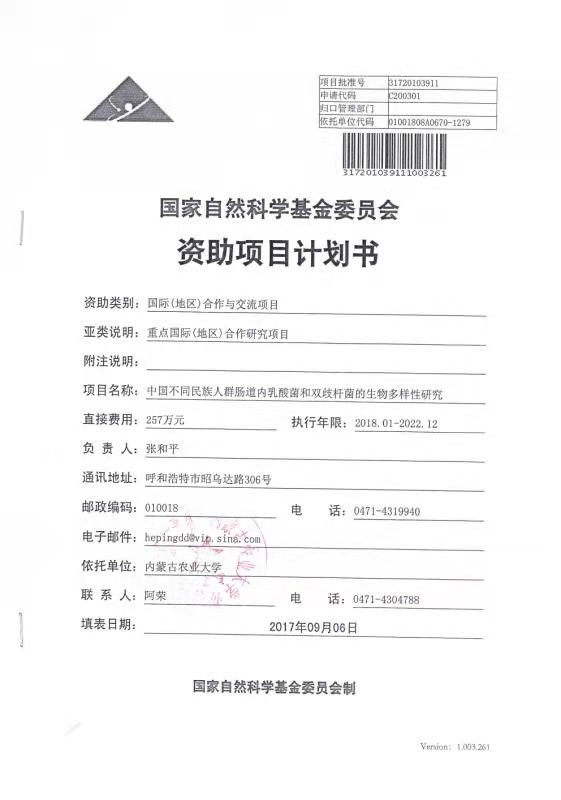 项目批准号 31720103911
申请代码 C200301
归口管理部门
依托单位代码 01001808A0670-1279
317201039111003261
国家自然科学基金委员会
资助项目计划书
资助类别: 国际(地区)合作与交流项目
亚类说明: 重点国际(地区)合作研究项目
附注说明:
项目名称: 中国不同民族人群肠道内乳酸菌和双歧杆菌的生物多样性研究
直接费用: 257万元 执行年限: 2018.01-2022.12
负 责 人: 张和平
通讯地址: 呼和浩特市昭乌达路306号
邮政编码: 010018 电 话: 0471-4319940
电子邮件: hepingdd@vip.sina.com
依托单位: 内蒙古农业大学
联 系 人: 阿荣 电 话: 0471-4304788
填表日期: 2017年09月06日
国家自然科学基金委员会制
Version: 1.003.261